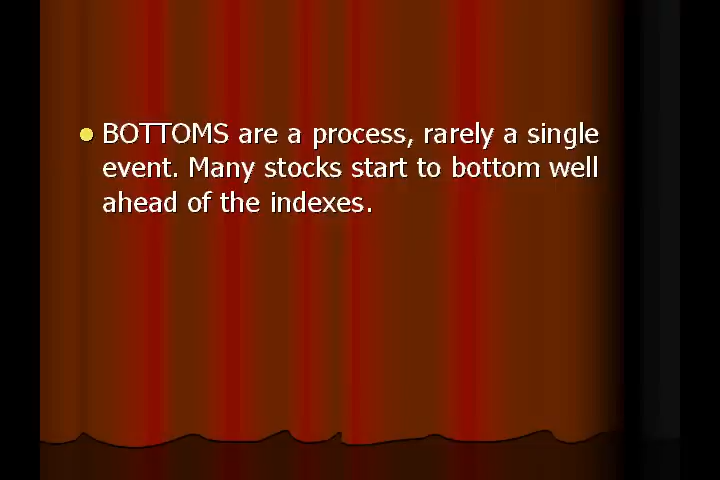 BOTTOMS are a process, rarely a single
event. Many stocks start to bottom well
ahead of the indexes.